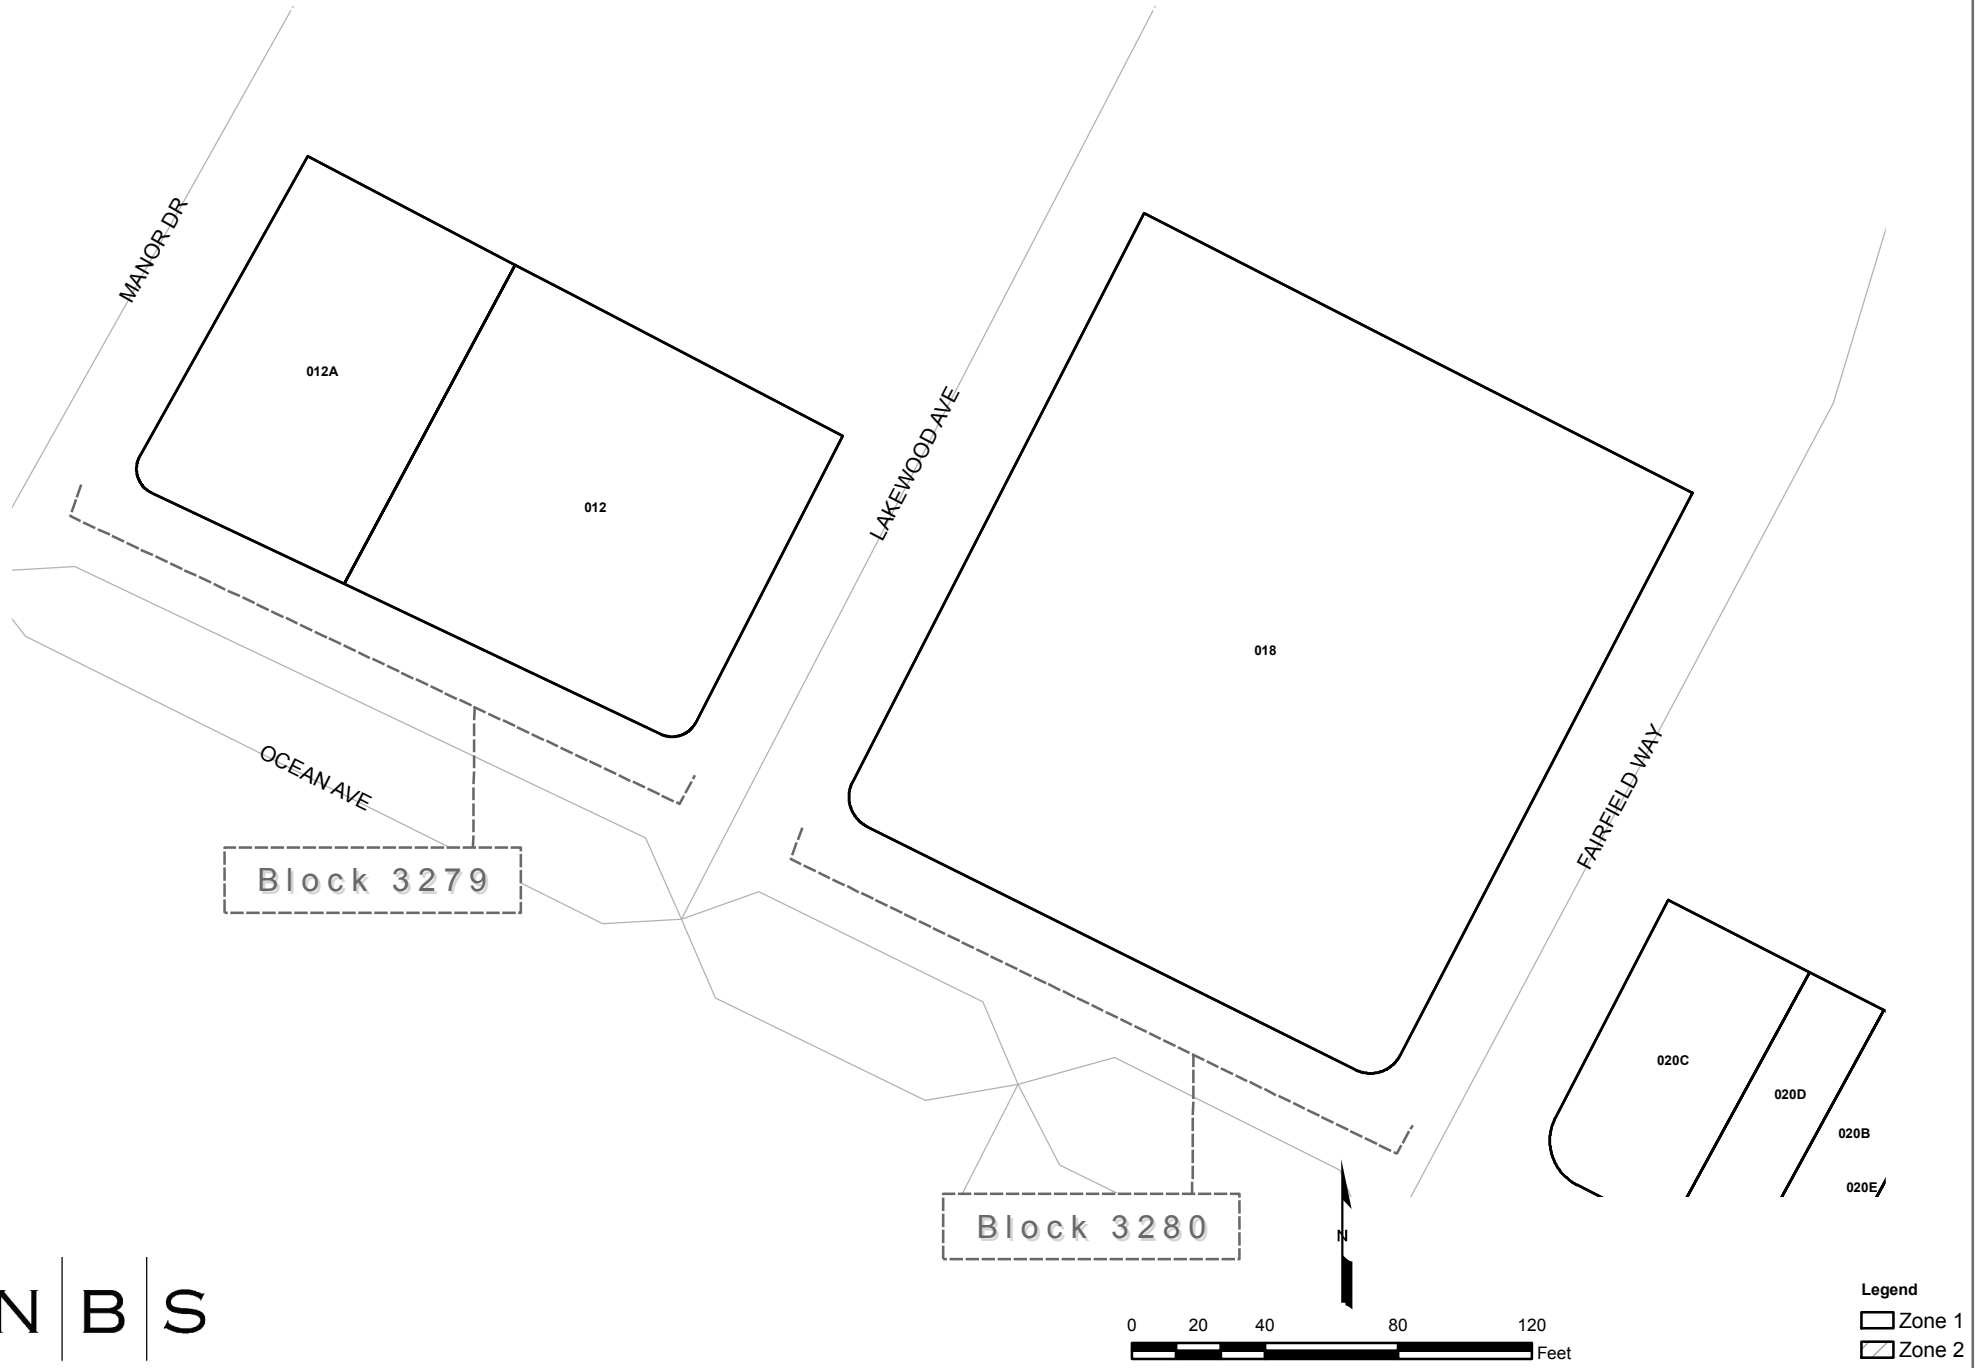 MANOR DR
012A
LAKEWOOD AVE
012
018
FAIRFIELD WAY
OCEAN AVE
Block 3279
020C
020D
020B
020E
Block 3280
N
N B S
0 20 40 80 120
Feet
Legend
Zone 1
Zone 2